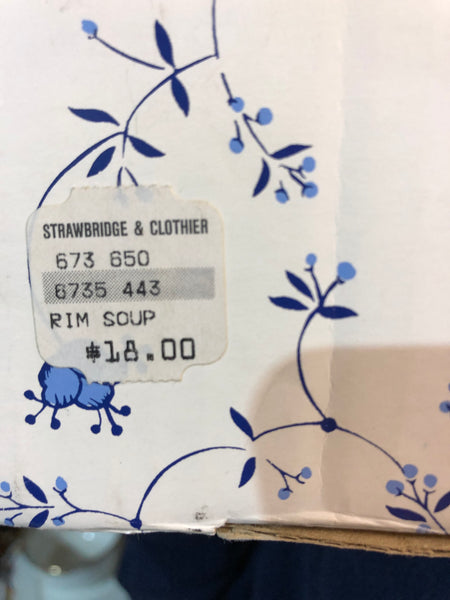 STRAWBRIDGE & CLOTHIER
673 650
6735 443
RIM SOUP
$18.00